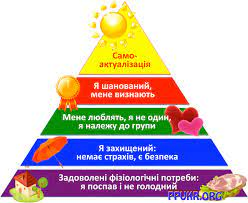 Само-
актуалізація
Я шанований,
мене визнають
Мене люблять, я не один,
я належу до групи
Я захищений:
немає страхів, є безпека
Задоволені фізіологічні потреби:
я поспав і не голодний
PPUKR.ORG